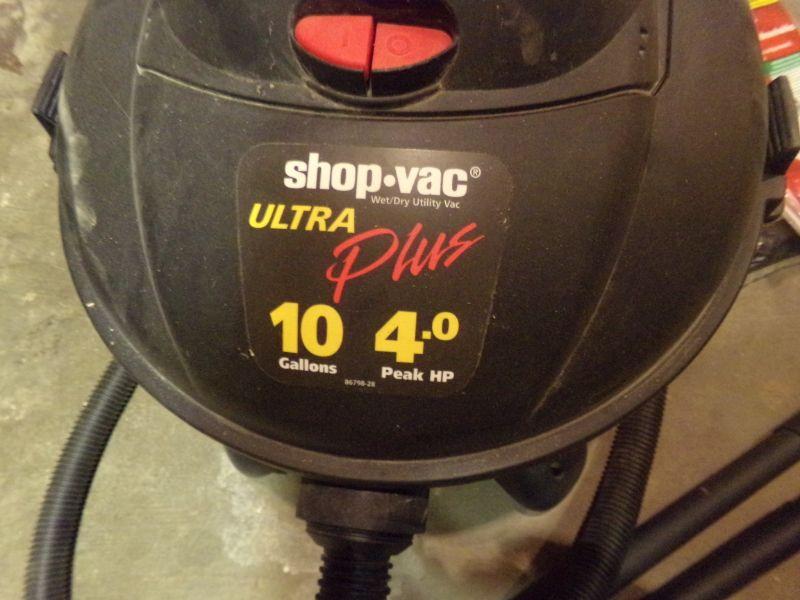 I O
shop•vac®
Wet/Dry Utility Vac
ULTRA
Plus
10 4.0
Gallons Peak HP
86798-28